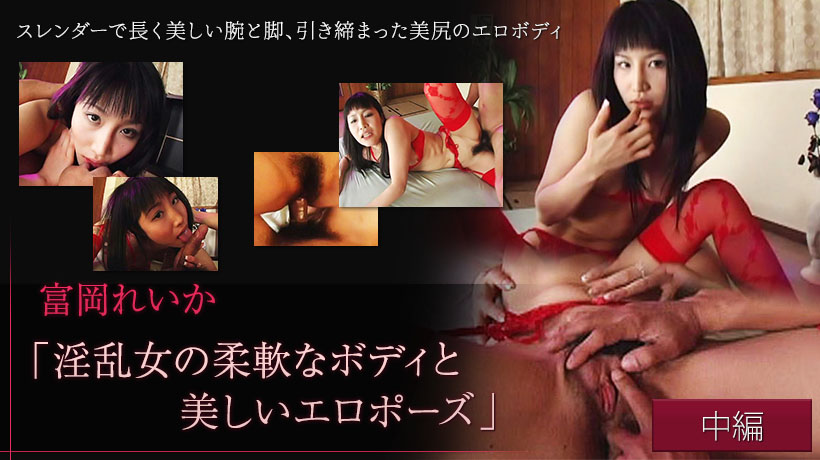 スレンダーで長く美しい腕と脚、引き締まった美尻のエロボディ
富岡れいか
「淫乱女の柔軟なボディと
美しいエロポーズ」
中編